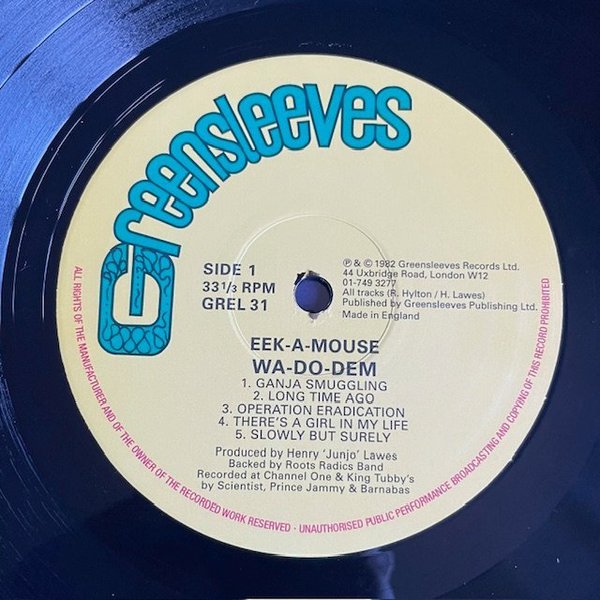 Greensleeves
SIDE 1
33 1/3 RPM
GREL 31
℗ & © 1982 Greensleeves Records Ltd.
44 Uxbridge Road, London W12
01-749 3277
All tracks (R. Hylton / H. Lawes)
Published by Greensleeves Publishing Ltd.
Made in England
EEK-A-MOUSE
WA-DO-DEM
1. GANJA SMUGGLING
2. LONG TIME AGO
3. OPERATION ERADICATION
4. THERE'S A GIRL IN MY LIFE
5. SLOWLY BUT SURELY
Produced by Henry 'Junjo' Lawes
Backed by Roots Radics Band
Recorded at Channel One & King Tubby's
by Scientist, Prince Jammy & Barnabas
ALL RIGHTS OF THE MANUFACTURER AND OF THE OWNER OF THE RECORDED WORK RESERVED · UNAUTHORISED PUBLIC PERFORMANCE BROADCASTING AND COPYING OF THIS RECORD PROHIBITED